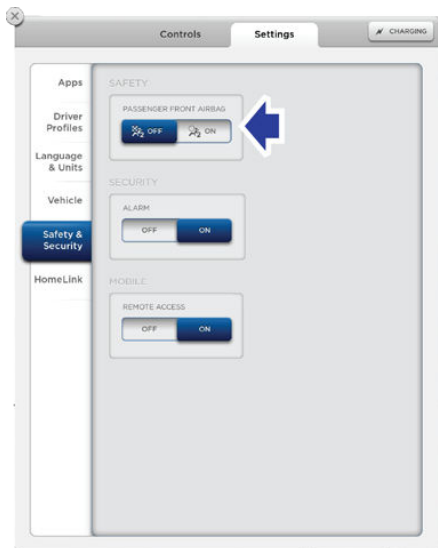 Controls
Settings
CHARGING
Apps
Driver
Profiles
Language
& Units
Vehicle
Safety &
Security
HomeLink
SAFETY
PASSENGER FRONT AIRBAG
OFF
ON
SECURITY
ALARM
OFF
ON
MOBILE
REMOTE ACCESS
OFF
ON